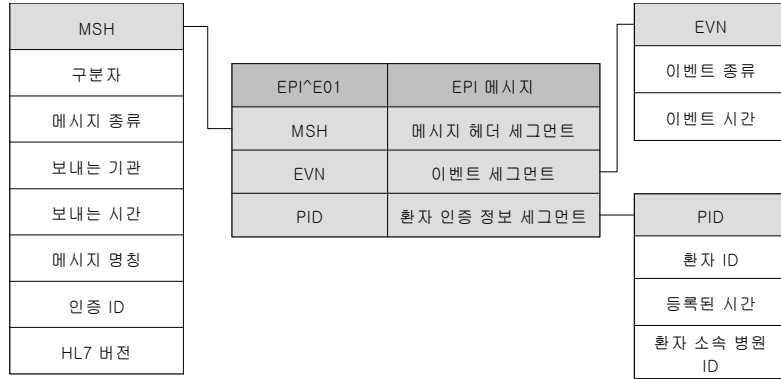 MSH
구분자
메시지 종류
보내는 기관
보내는 시간
메시지 명칭
인증 ID
HL7 버전
EPI^E01 EPI 메시지
MSH 메시지 헤더 세그먼트
EVN 이벤트 세그먼트
PID 환자 인증 정보 세그먼트
EVN
이벤트 종류
이벤트 시간
PID
환자 ID
등록된 시간
환자 소속 병원
ID